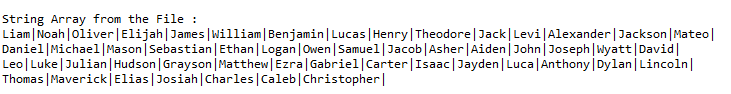 String Array from the File :
Liam|Noah|Oliver|Elijah|James|William|Benjamin|Lucas|Henry|Theodore|Jack|Levi|Alexander|Jackson|Mateo|
Daniel|Michael|Mason|Sebastian|Ethan|Logan|Owen|Samuel|Jacob|Asher|Aiden|John|Joseph|Wyatt|David|
Leo|Luke|Julian|Hudson|Grayson|Matthew|Ezra|Gabriel|Carter|Isaac|Jayden|Luca|Anthony|Dylan|Lincoln|
Thomas|Maverick|Elias|Josiah|Charles|Caleb|Christopher|